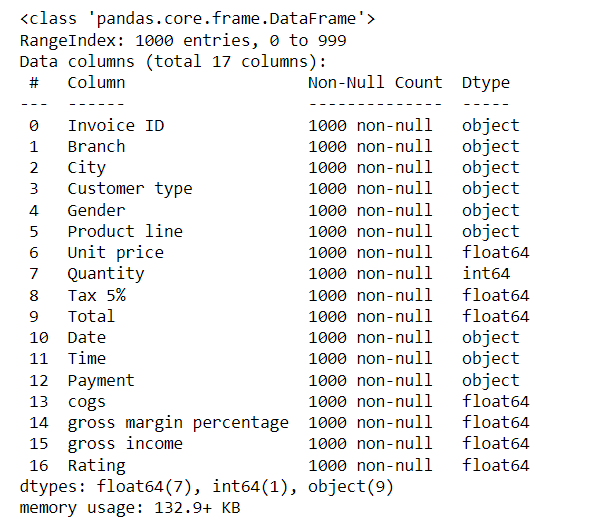 <class 'pandas.core.frame.DataFrame'>
RangeIndex: 1000 entries, 0 to 999
Data columns (total 17 columns):
 #   Column                   Non-Null Count  Dtype
---  ------                   --------------  -----
 0   Invoice ID               1000 non-null   object
 1   Branch                   1000 non-null   object
 2   City                     1000 non-null   object
 3   Customer type            1000 non-null   object
 4   Gender                   1000 non-null   object
 5   Product line             1000 non-null   object
 6   Unit price               1000 non-null   float64
 7   Quantity                 1000 non-null   int64
 8   Tax 5%                   1000 non-null   float64
 9   Total                    1000 non-null   float64
 10  Date                     1000 non-null   object
 11  Time                     1000 non-null   object
 12  Payment                  1000 non-null   object
 13  cogs                     1000 non-null   float64
 14  gross margin percentage  1000 non-null   float64
 15  gross income             1000 non-null   float64
 16  Rating                   1000 non-null   float64
dtypes: float64(7), int64(1), object(9)
memory usage: 132.9+ KB